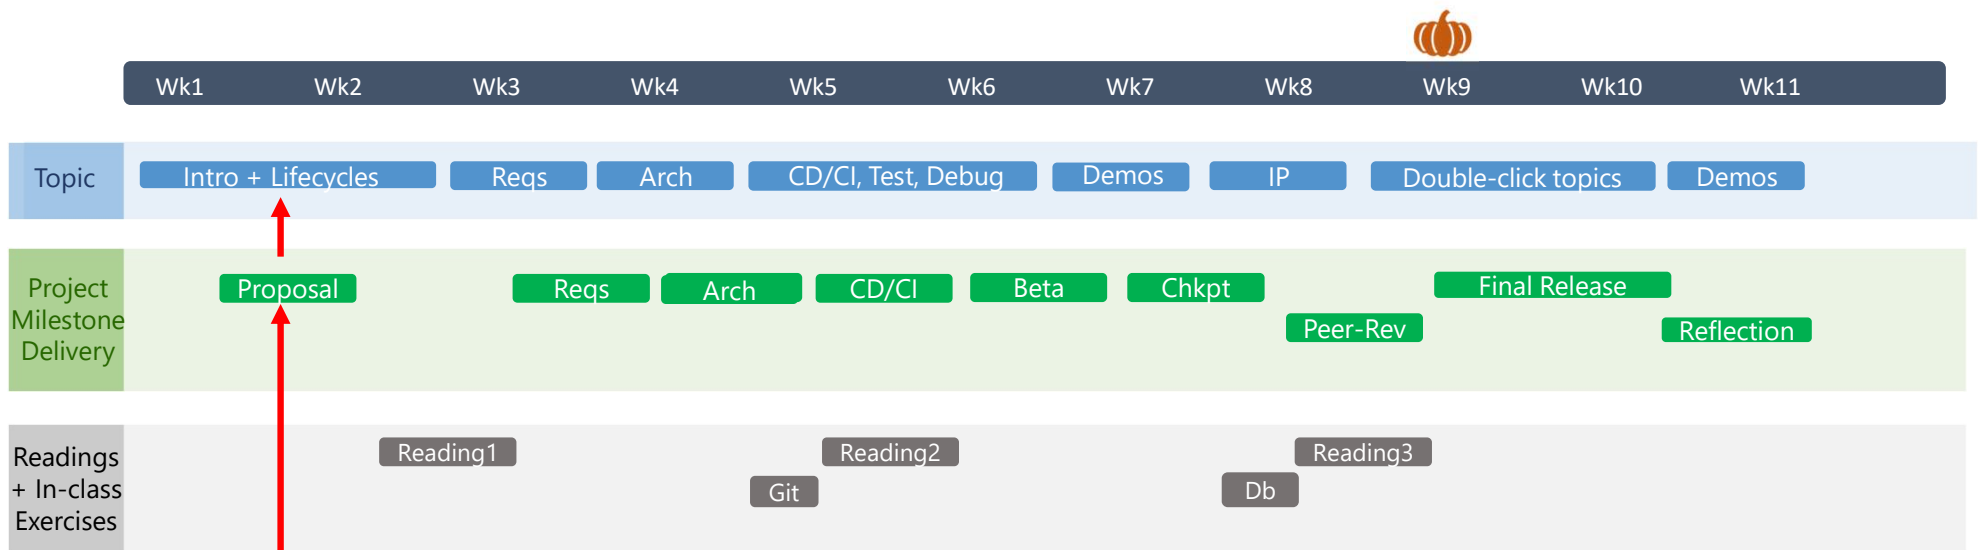 Wk1 Wk2 Wk3 Wk4 Wk5 Wk6 Wk7 Wk8 Wk9 Wk10 Wk11
Topic
Intro + Lifecycles Reqs Arch CD/CI, Test, Debug Demos IP Double-click topics Demos
Project
Milestone
Delivery
Proposal Reqs Arch CD/CI Beta Chkpt Final Release
Peer-Rev Reflection
Readings
+ In-class
Exercises
Reading1 Reading2 Reading3
Git Db